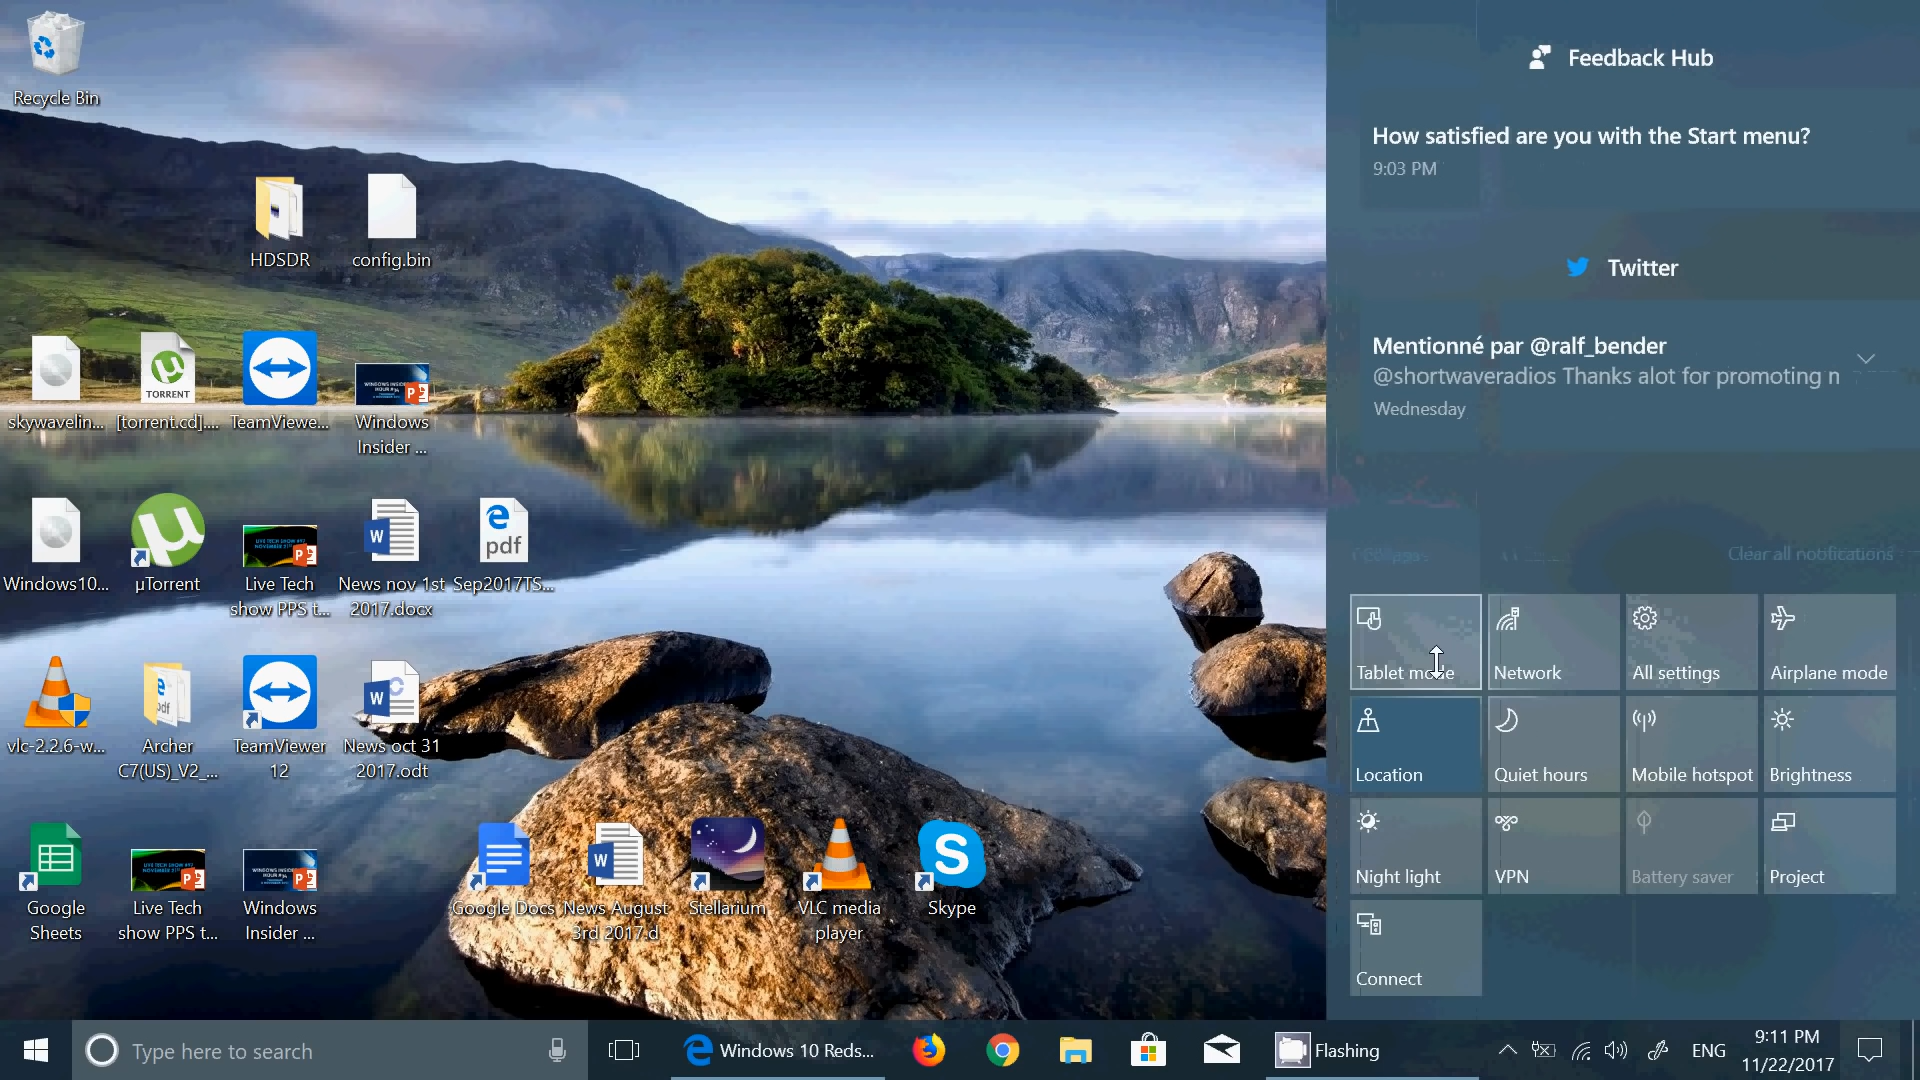 Recycle Bin
HDSDR
config.bin
skywavelin...
TORRENT
[torrent.cd]....
TeamViewe...
Windows
Insider ...
Windows10...
µTorrent
Live Tech
show PPS t...
News nov 1st
2017.docx
pdf
Sep2017TS...
vlc-2.2.6-w...
Archer
C7(US)_V2_...
TeamViewer
12
News oct 31
2017.odt
Google
Sheets
Live Tech
show PPS t...
Windows
Insider ...
Google Docs
News August
3rd 2017.d
Stellarium
VLC media
player
Skype
Feedback Hub
How satisfied are you with the Start menu?
9:03 PM
Twitter
Mentionné par @ralf_bender
@shortwaveradios Thanks alot for promoting n
Wednesday
Clear all notifications
Tablet mode
Network
All settings
Airplane mode
Location
Quiet hours
Mobile hotspot
Brightness
Night light
VPN
Battery saver
Project
Connect
Type here to search
Windows 10 Reds...
Flashing
ENG
9:11 PM
11/22/2017